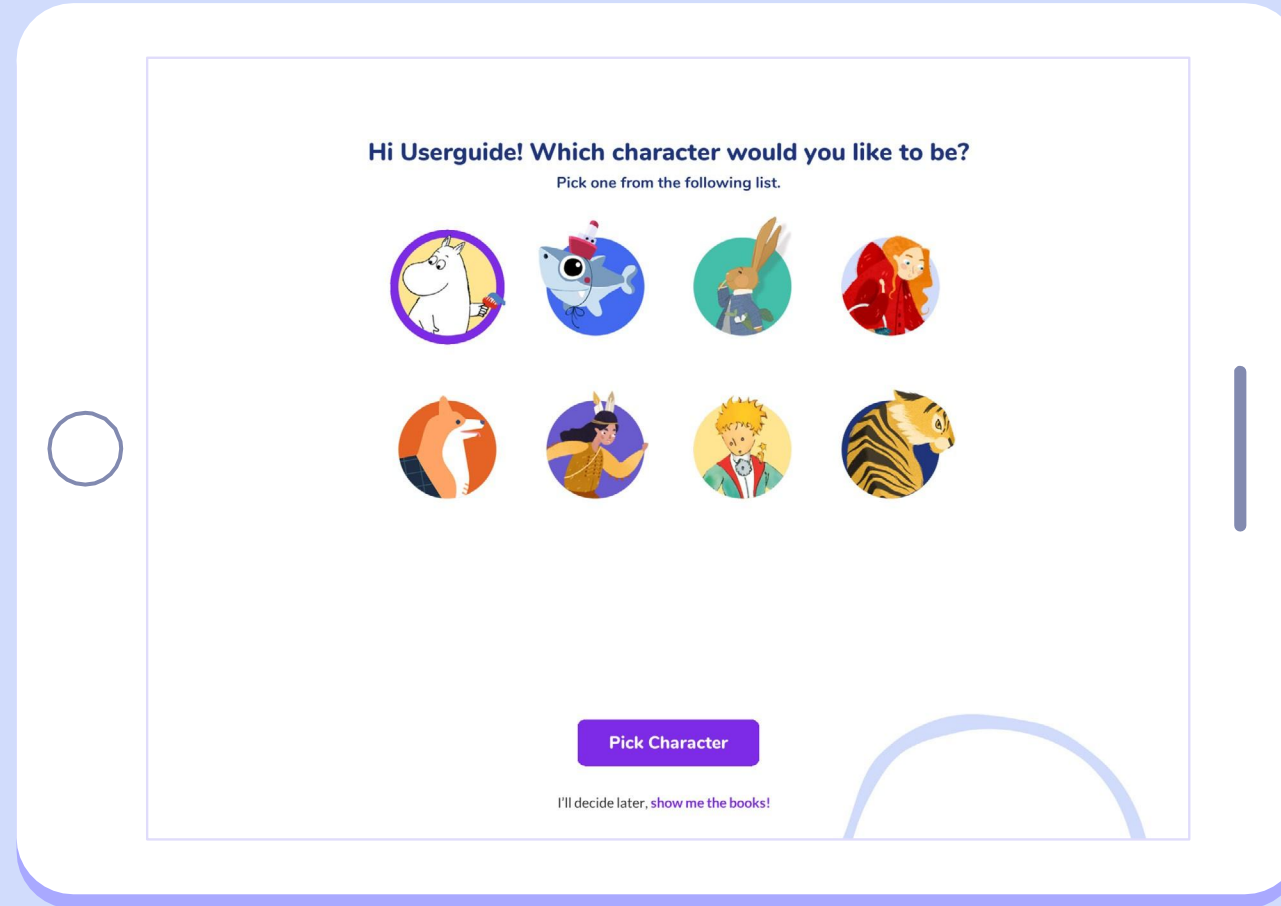 Hi Userguide! Which character would you like to be?
Pick one from the following list.
Pick Character
I'll decide later, show me the books!